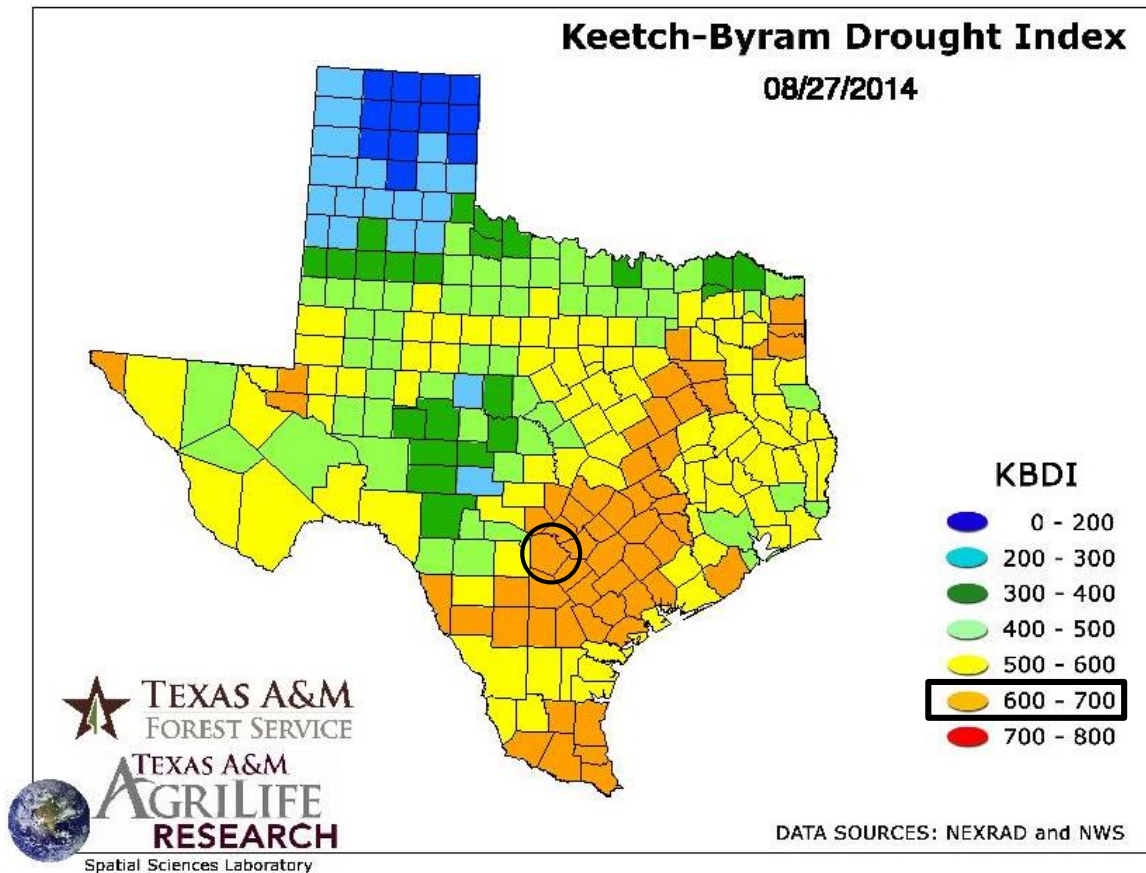 Keetch-Byram Drought Index
08/27/2014
KBDI
0 - 200
200 - 300
300 - 400
400 - 500
500 - 600
600 - 700
700 - 800
TEXAS A&M
FOREST SERVICE
TEXAS A&M
AGRILIFE
RESEARCH
Spatial Sciences Laboratory
DATA SOURCES: NEXRAD and NWS